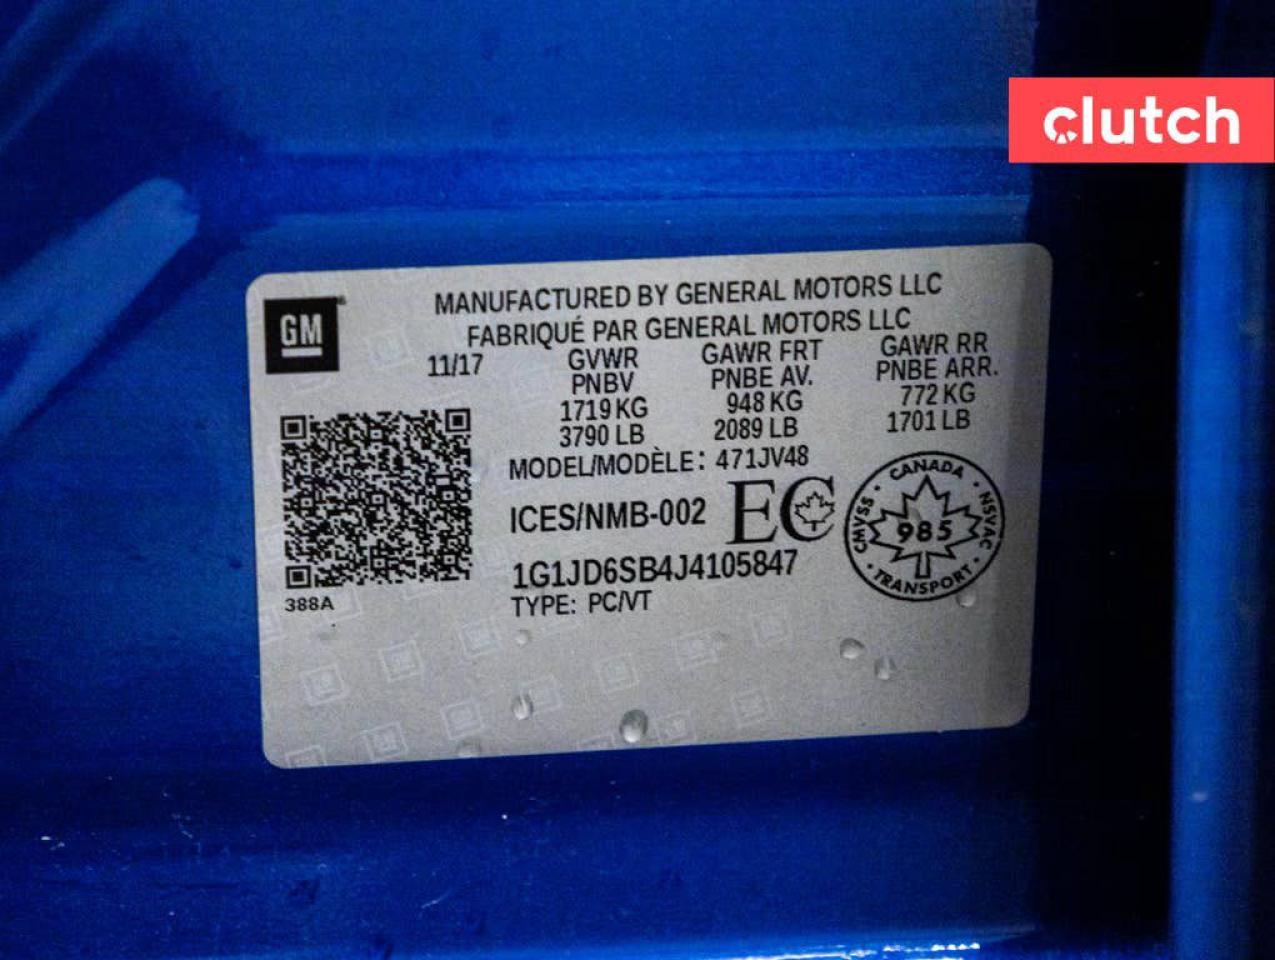 clutch
GM
MANUFACTURED BY GENERAL MOTORS LLC
FABRIQUÉ PAR GENERAL MOTORS LLC
11/17 GVWR GAWR FRT GAWR RR
PNBV PNBE AV. PNBE ARR.
1719 KG 948 KG 772 KG
3790 LB 2089 LB 1701 LB
MODEL/MODÈLE: 471JV48
ICES/NMB-002 EC
1G1JD6SB4J4105847
TYPE: PC/VT
388A
CANADA
CMVSS 985 NSVAC
TRANSPORT